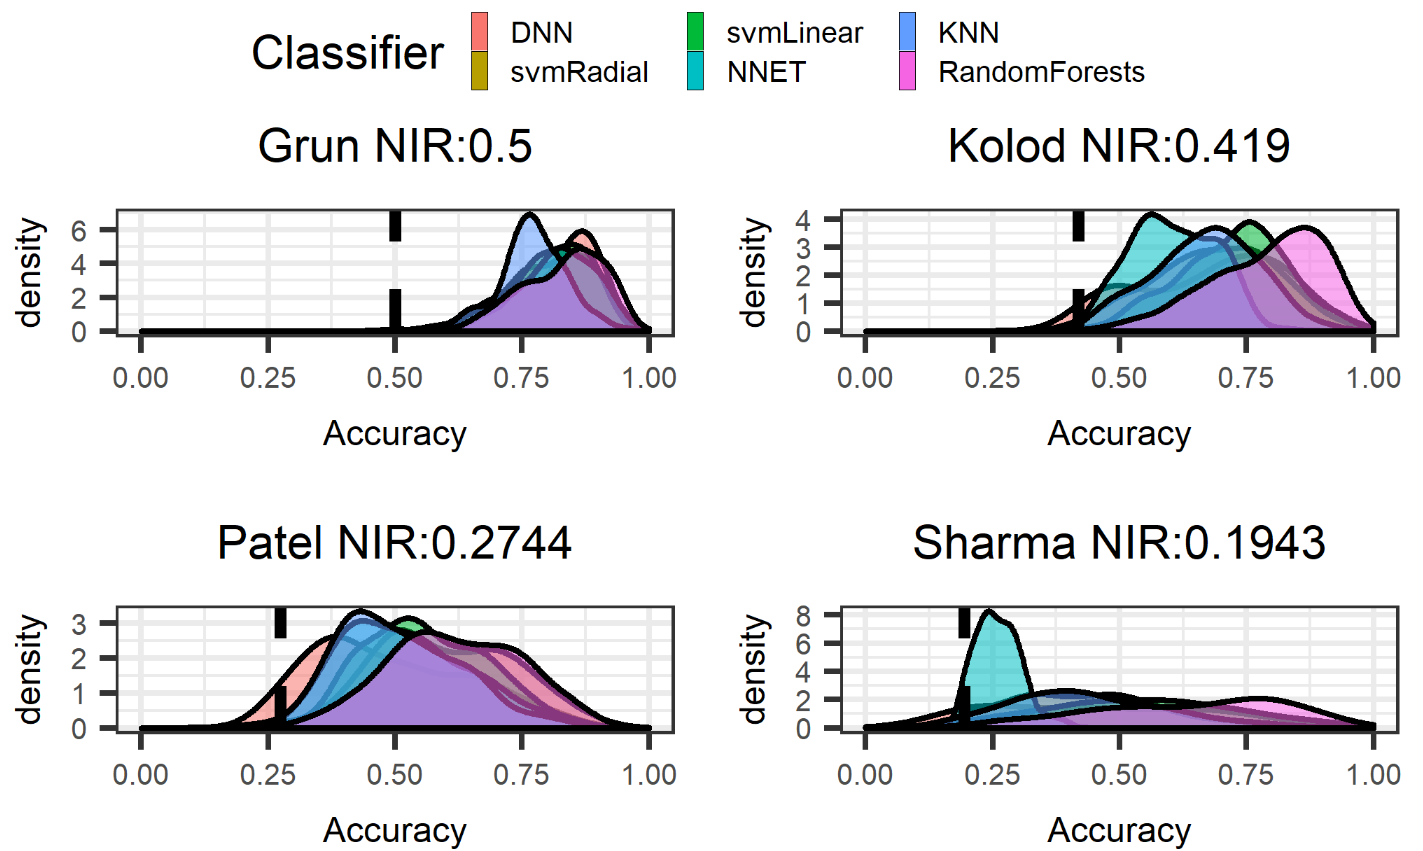 Classifier
DNN svmLinear KNN
svmRadial NNET RandomForests
Grun NIR:0.5 Kolod NIR:0.419
density
6
4
2
0
0.00 0.25 0.50 0.75 1.00
Accuracy
density
4
3
2
1
0
0.00 0.25 0.50 0.75 1.00
Accuracy
Patel NIR:0.2744 Sharma NIR:0.1943
density
3
2
1
0
0.00 0.25 0.50 0.75 1.00
Accuracy
density
8
6
4
2
0
0.00 0.25 0.50 0.75 1.00
Accuracy